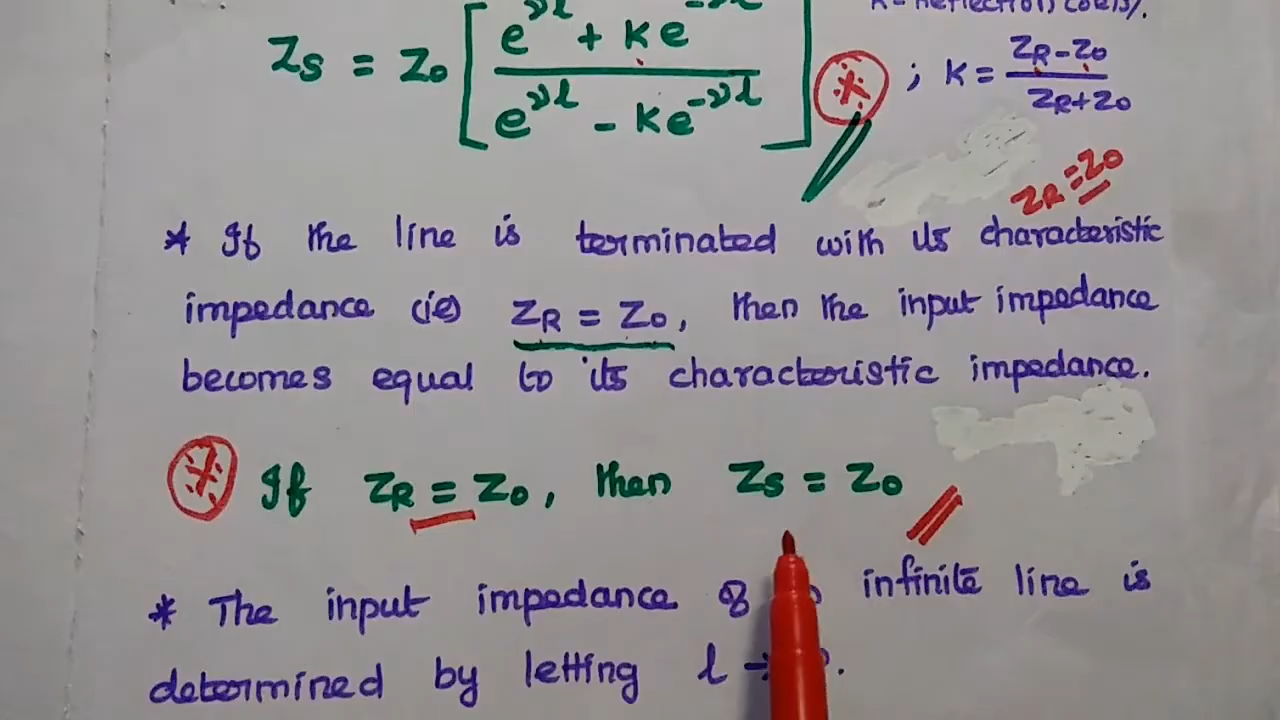 Zs = Zo [ e^γl + ke^-γl / e^γl - ke^-γl ] ; k = ZR - Zo / ZR + Zo
ZR = Zo
* If the line is terminated with its characteristic
impedance (ie) ZR = Zo, then the input impedance
becomes equal to its characteristic impedance.
* If ZR = Zo, then Zs = Zo
* The input impedance of infinite line is
determined by letting l →